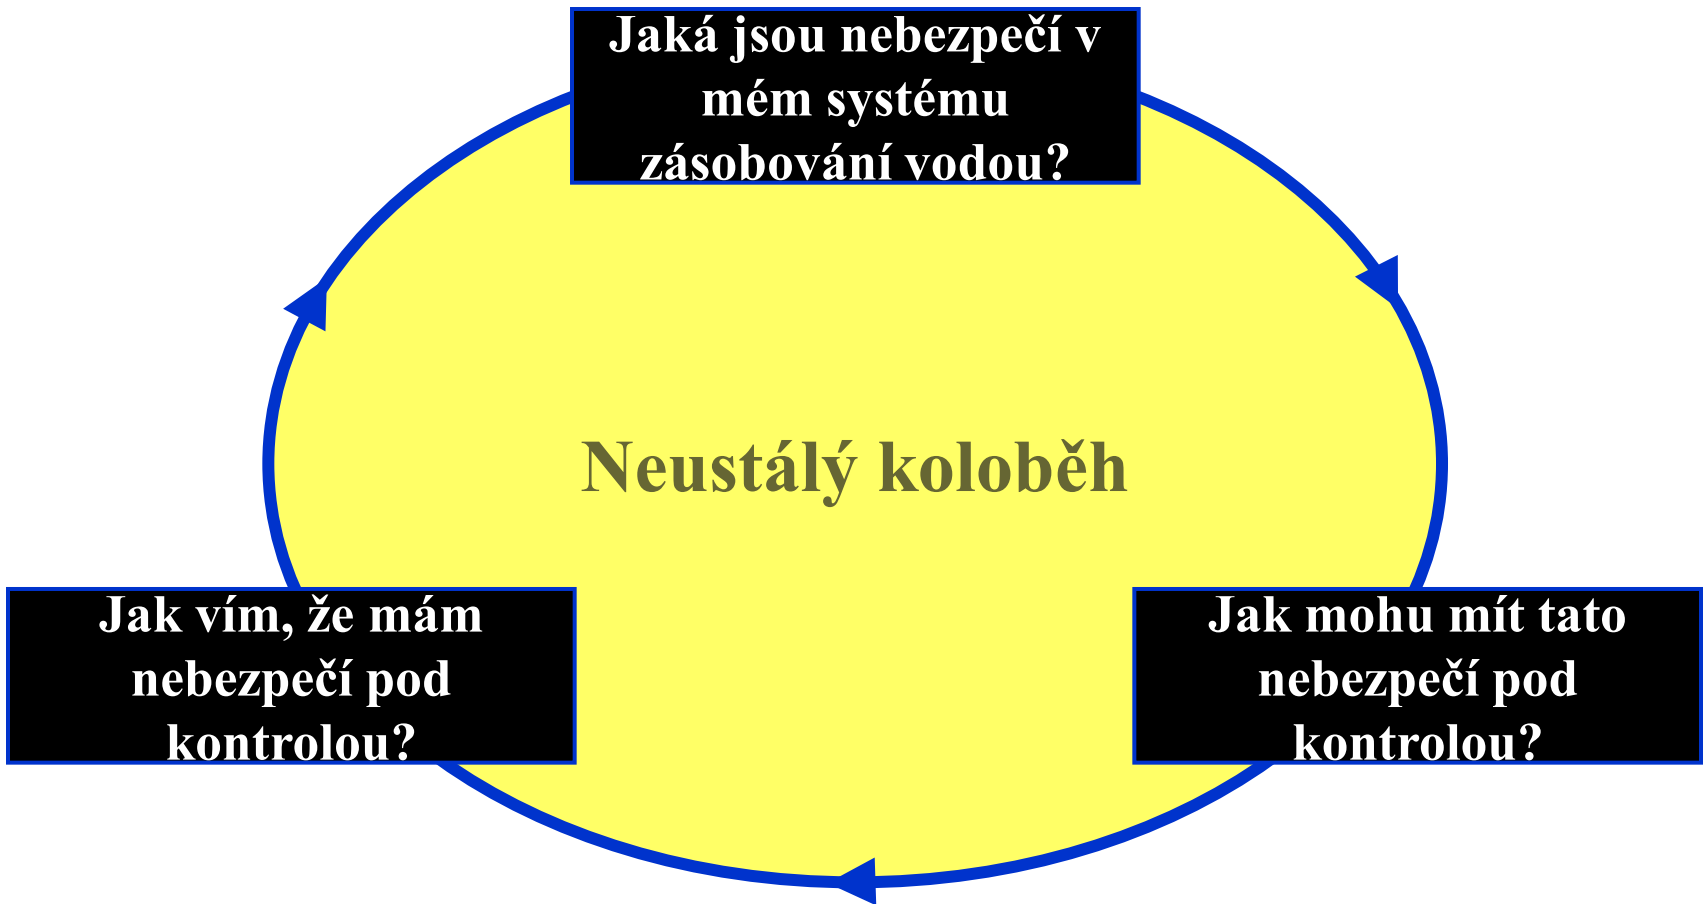 Jaká jsou nebezpečí v
mém systému
zásobování vodou?
Neustálý koloběh
Jak vím, že mám
nebezpečí pod
kontrolou?
Jak mohu mít tato
nebezpečí pod
kontrolou?